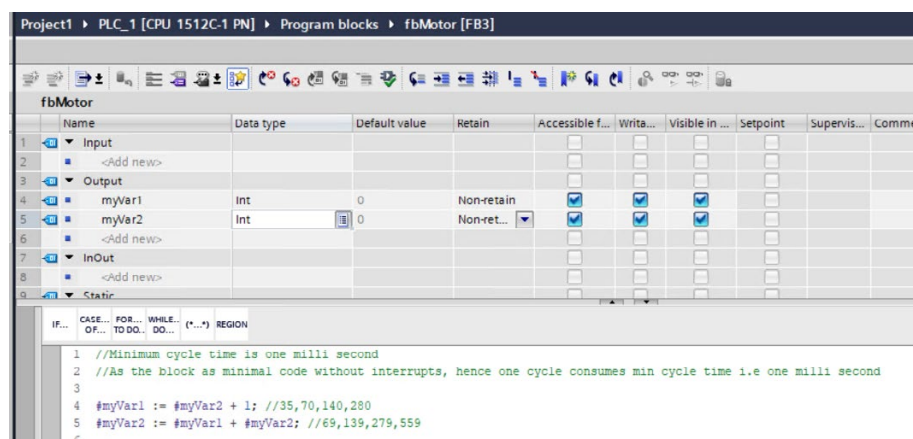 Project1 ▸ PLC_1 [CPU 1512C-1 PN] ▸ Program blocks ▸ fbMotor [FB3]
fbMotor
Name Data type Default value Retain Accessible f... Writa... Visible in ... Setpoint Supervis... Comme
1 Input
2 <Add new>
3 Output
4 myVar1 Int 0 Non-retain
5 myVar2 Int 0 Non-ret...
6 <Add new>
7 InOut
8 <Add new>
9 Static
IF... CASE... OF... FOR... TO DO.. WHILE.. DO... (*...*) REGION
1 //Minimum cycle time is one milli second
2 //As the block as minimal code without interrupts, hence one cycle consumes min cycle time i.e one milli second
3
4 #myVar1 := #myVar2 + 1; //35,70,140,280
5 #myVar2 := #myVar1 + #myVar2; //69,139,279,559